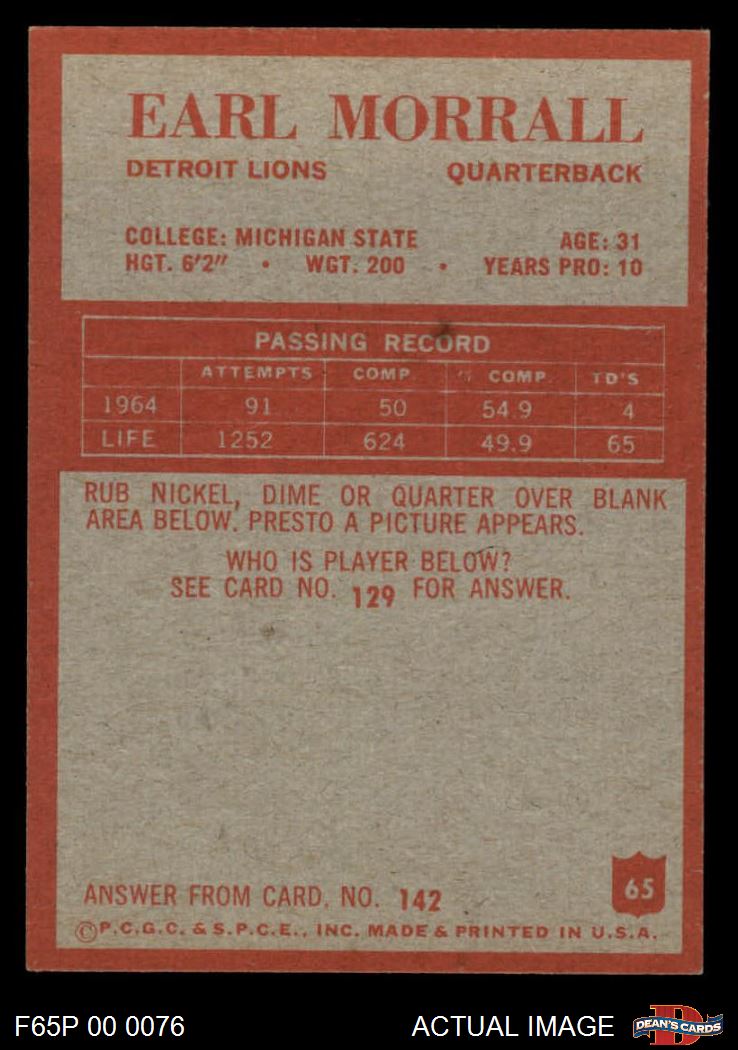 EARL MORRALL
DETROIT LIONS QUARTERBACK
COLLEGE: MICHIGAN STATE AGE: 31
HGT. 6'2" • WGT. 200 • YEARS PRO: 10
PASSING RECORD
ATTEMPTS COMP % COMP. TD'S
1964 91 50 54.9 4
LIFE 1252 624 49.9 65
RUB NICKEL, DIME OR QUARTER OVER BLANK
AREA BELOW. PRESTO A PICTURE APPEARS.
WHO IS PLAYER BELOW?
SEE CARD NO. 129 FOR ANSWER.
65
ANSWER FROM CARD. NO. 142
©P.C.G.C. & S.P.C.E., INC. MADE & PRINTED IN U.S.A.
F65P 00 0076 ACTUAL IMAGE D DEAN'S CARDS